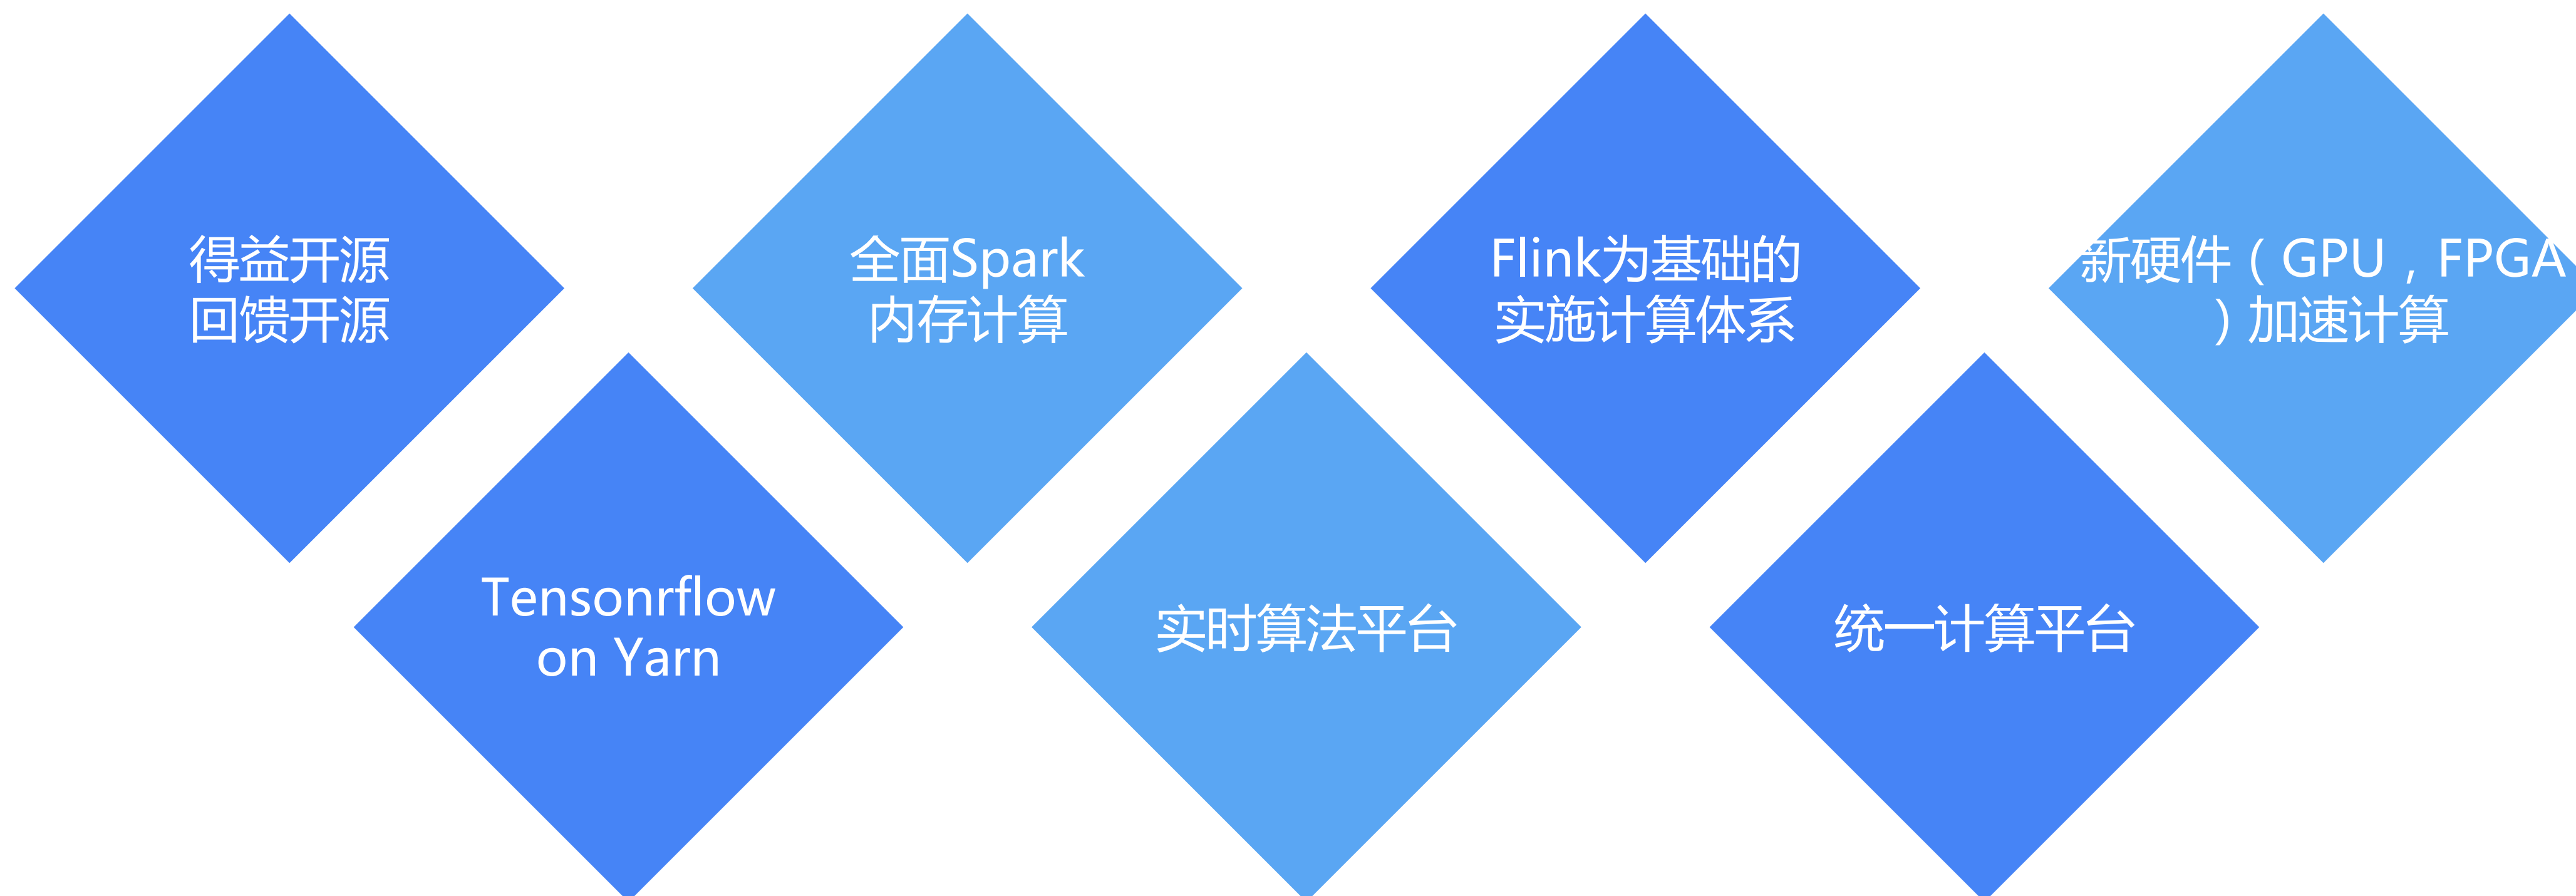 得益开源
回馈开源
全面Spark
内存计算
Flink为基础的
实施计算体系
新硬件（GPU，FPGA
）加速计算
Tensonrflow
on Yarn
实时算法平台
统一计算平台